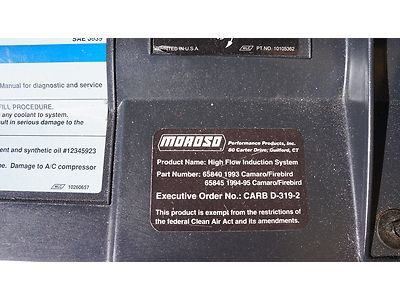 SAE J639
Manual for diagnostic and service
FILL PROCEDURE.
any coolant to system.
sult in serious damage to the
ent and synthetic oil #12345923
ne. Damage to A/C compressor
10260657
PRINTED IN U.S.A.
PT. NO. 10105362
MOROSO
Performance Products, Inc.
80 Carter Drive, Guilford, CT
Product Name: High Flow Induction System
Part Number: 65840 1993 Camaro/Firebird
65845 1994-95 Camaro/Firebird
Executive Order No.: CARB D-319-2
This product is exempt from the restrictions of
the federal Clean Air Act and its amendments.